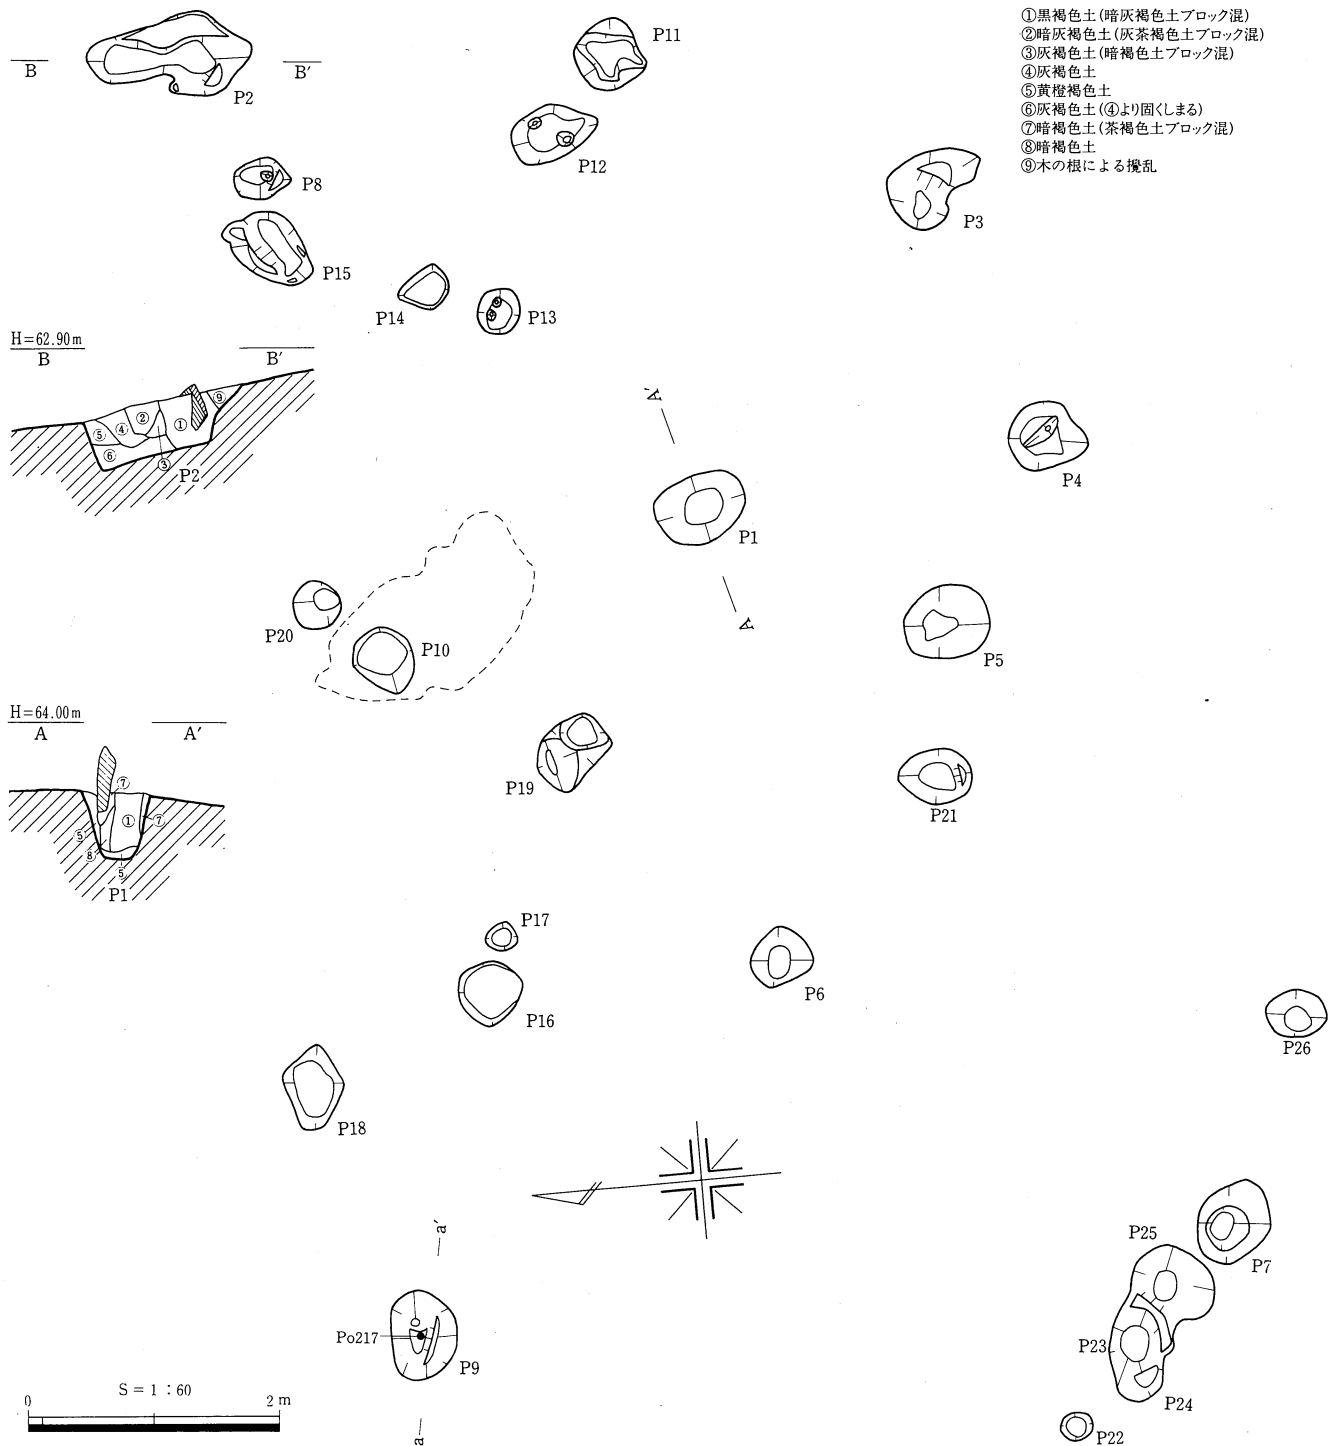 ①黒褐色土(暗灰褐色土ブロック混)
②暗灰褐色土(灰茶褐色土ブロック混)
③灰褐色土(暗褐色土ブロック混)
④灰褐色土
⑤黄橙褐色土
⑥灰褐色土(④より固くしまる)
⑦暗褐色土(茶褐色土ブロック混)
⑧暗褐色土
⑨木の根による攪乱
B
B′
P2
P11
P12
P8
P3
P15
P14
P13
H=62.90m
B
B′
⑨
②
①
④
⑤
⑥
③
P2
A′
P4
P1
A
P20
P10
P5
H=64.00m
A
A′
⑦
①
⑦
⑤
⑧
⑤
P1
P19
P21
P17
P16
P6
P26
P18
a′
P25
P7
Po217
P9
P23
P24
P22
a
S=1:60
0
2m